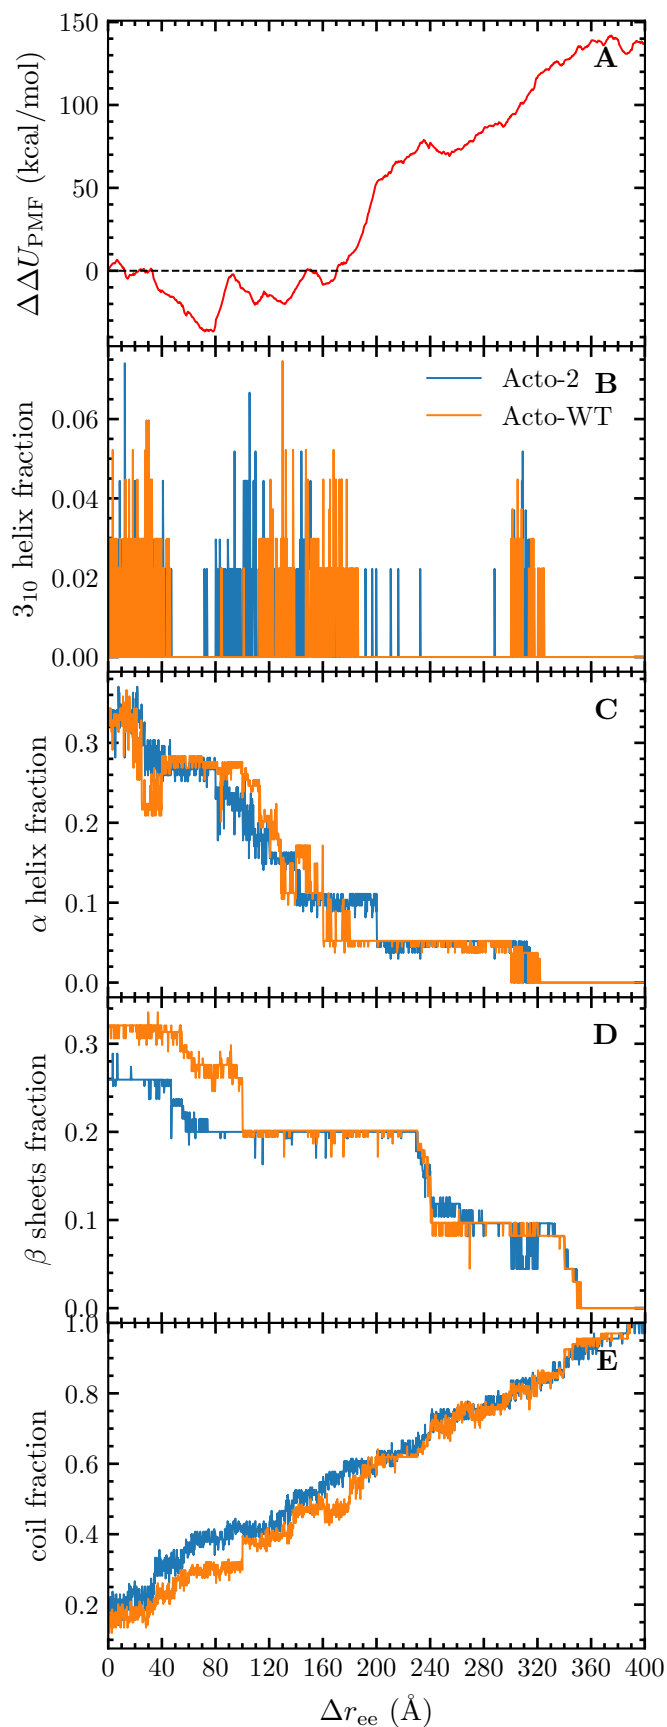 A
ΔΔU_PMF (kcal/mol)
150
100
50
0
B
Acto-2
Acto-WT
3_10 helix fraction
0.06
0.04
0.02
0.00
C
α helix fraction
0.3
0.2
0.1
0.0
D
β sheets fraction
0.3
0.2
0.1
0.0
E
coil fraction
1.0
0.8
0.6
0.4
0.2
0 40 80 120 160 200 240 280 320 360 400
Δr_ee (Å)